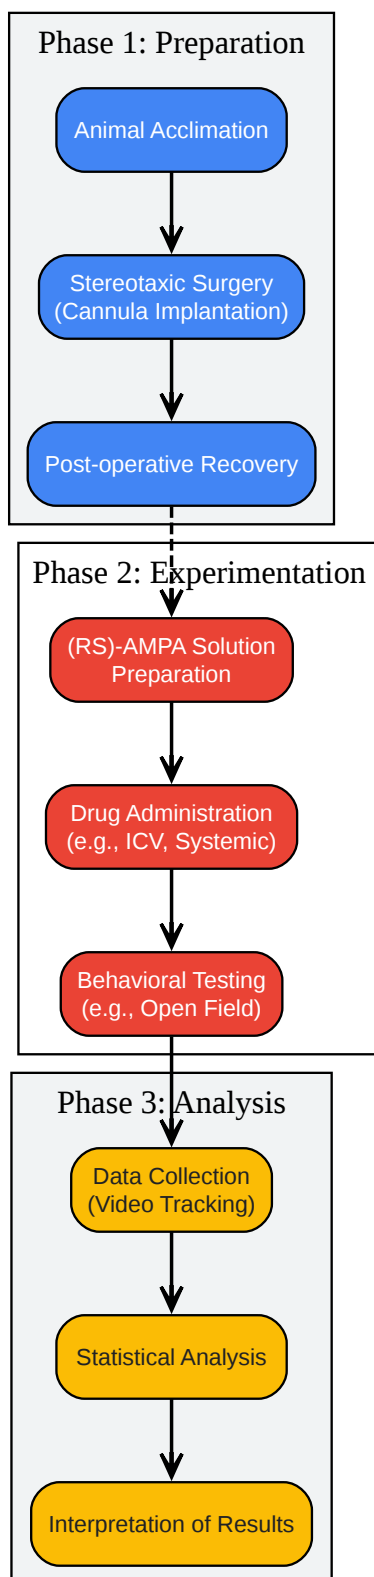 Phase 1: Preparation
Animal Acclimation
Stereotaxic Surgery
(Cannula Implantation)
Post-operative Recovery
Phase 2: Experimentation
(RS)-AMPA Solution
Preparation
Drug Administration
(e.g., ICV, Systemic)
Behavioral Testing
(e.g., Open Field)
Phase 3: Analysis
Data Collection
(Video Tracking)
Statistical Analysis
Interpretation of Results